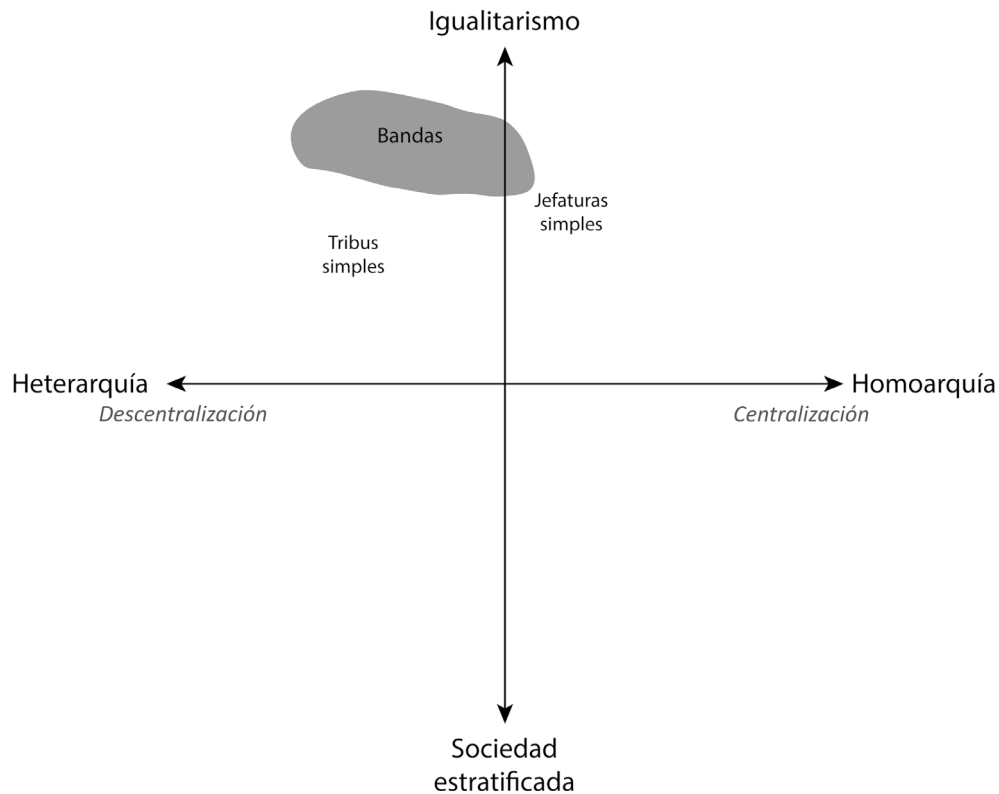 Igualitarismo
Bandas
Jefaturas
simples
Tribus
simples
Heterarquía
Homoarquía
Descentralización
Centralización
Sociedad
estratificada